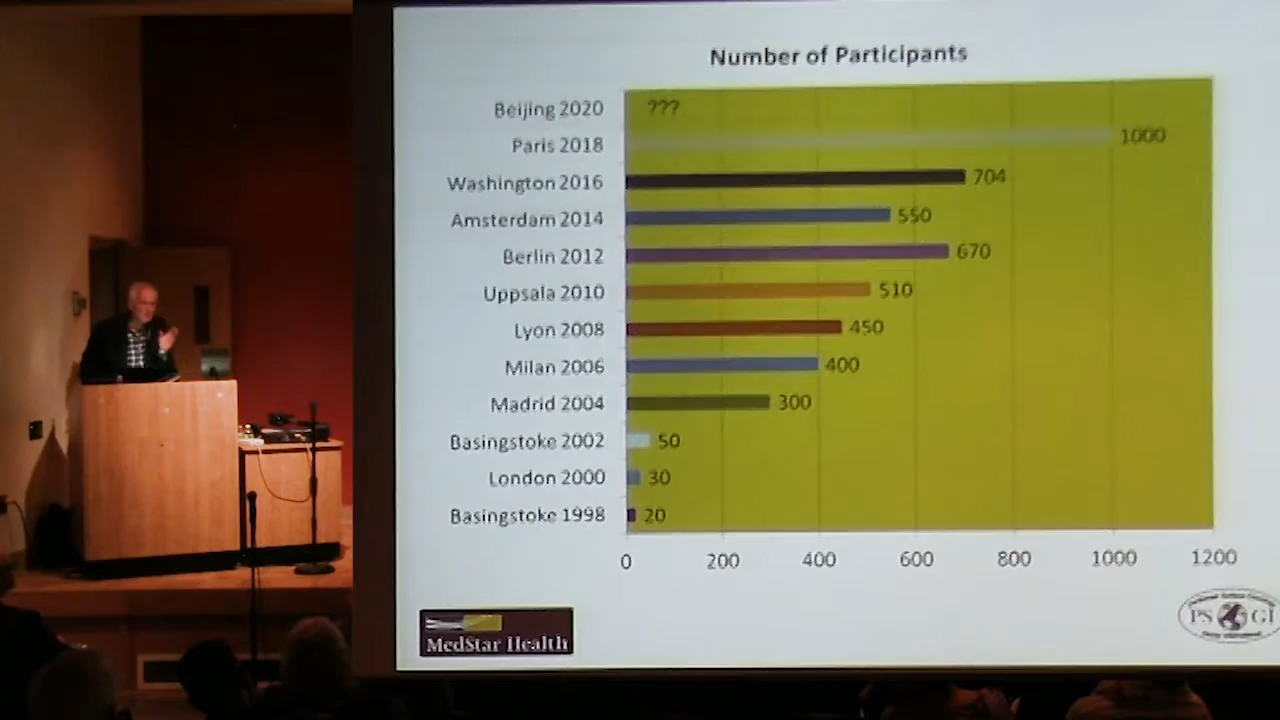 Number of Participants
Beijing 2020 ???
Paris 2018 1000
Washington 2016 704
Amsterdam 2014 550
Berlin 2012 670
Uppsala 2010 510
Lyon 2008 450
Milan 2006 400
Madrid 2004 300
Basingstoke 2002 50
London 2000 30
Basingstoke 1998 20
0 200 400 600 800 1000 1200
MedStar Health
PS GI